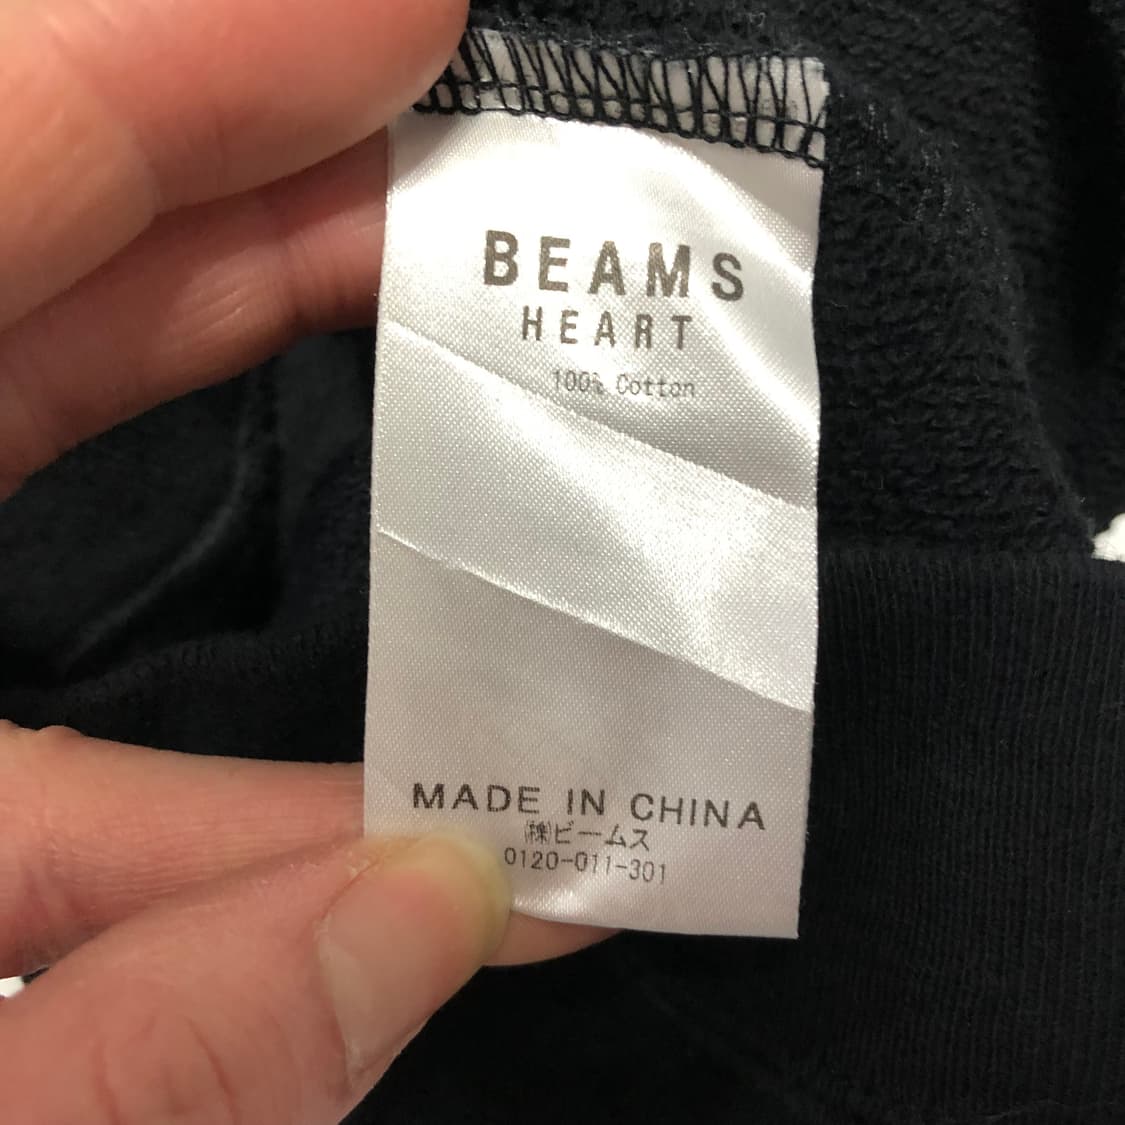 BEAMS
HEART
100% Cotton
MADE IN CHINA
㈱ビームス
0120-011-301